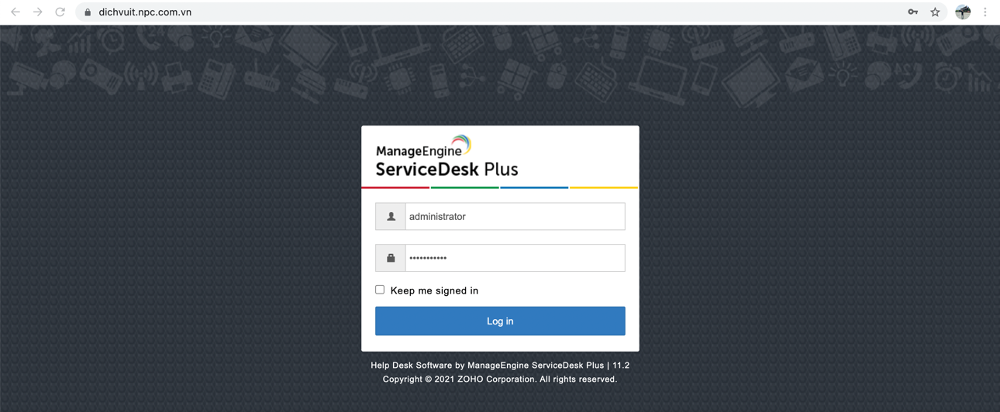 dichvuit.npc.com.vn
ManageEngine
ServiceDesk Plus
administrator
•••••••••••
Keep me signed in
Log in
Help Desk Software by ManageEngine ServiceDesk Plus | 11.2
Copyright © 2021 ZOHO Corporation. All rights reserved.